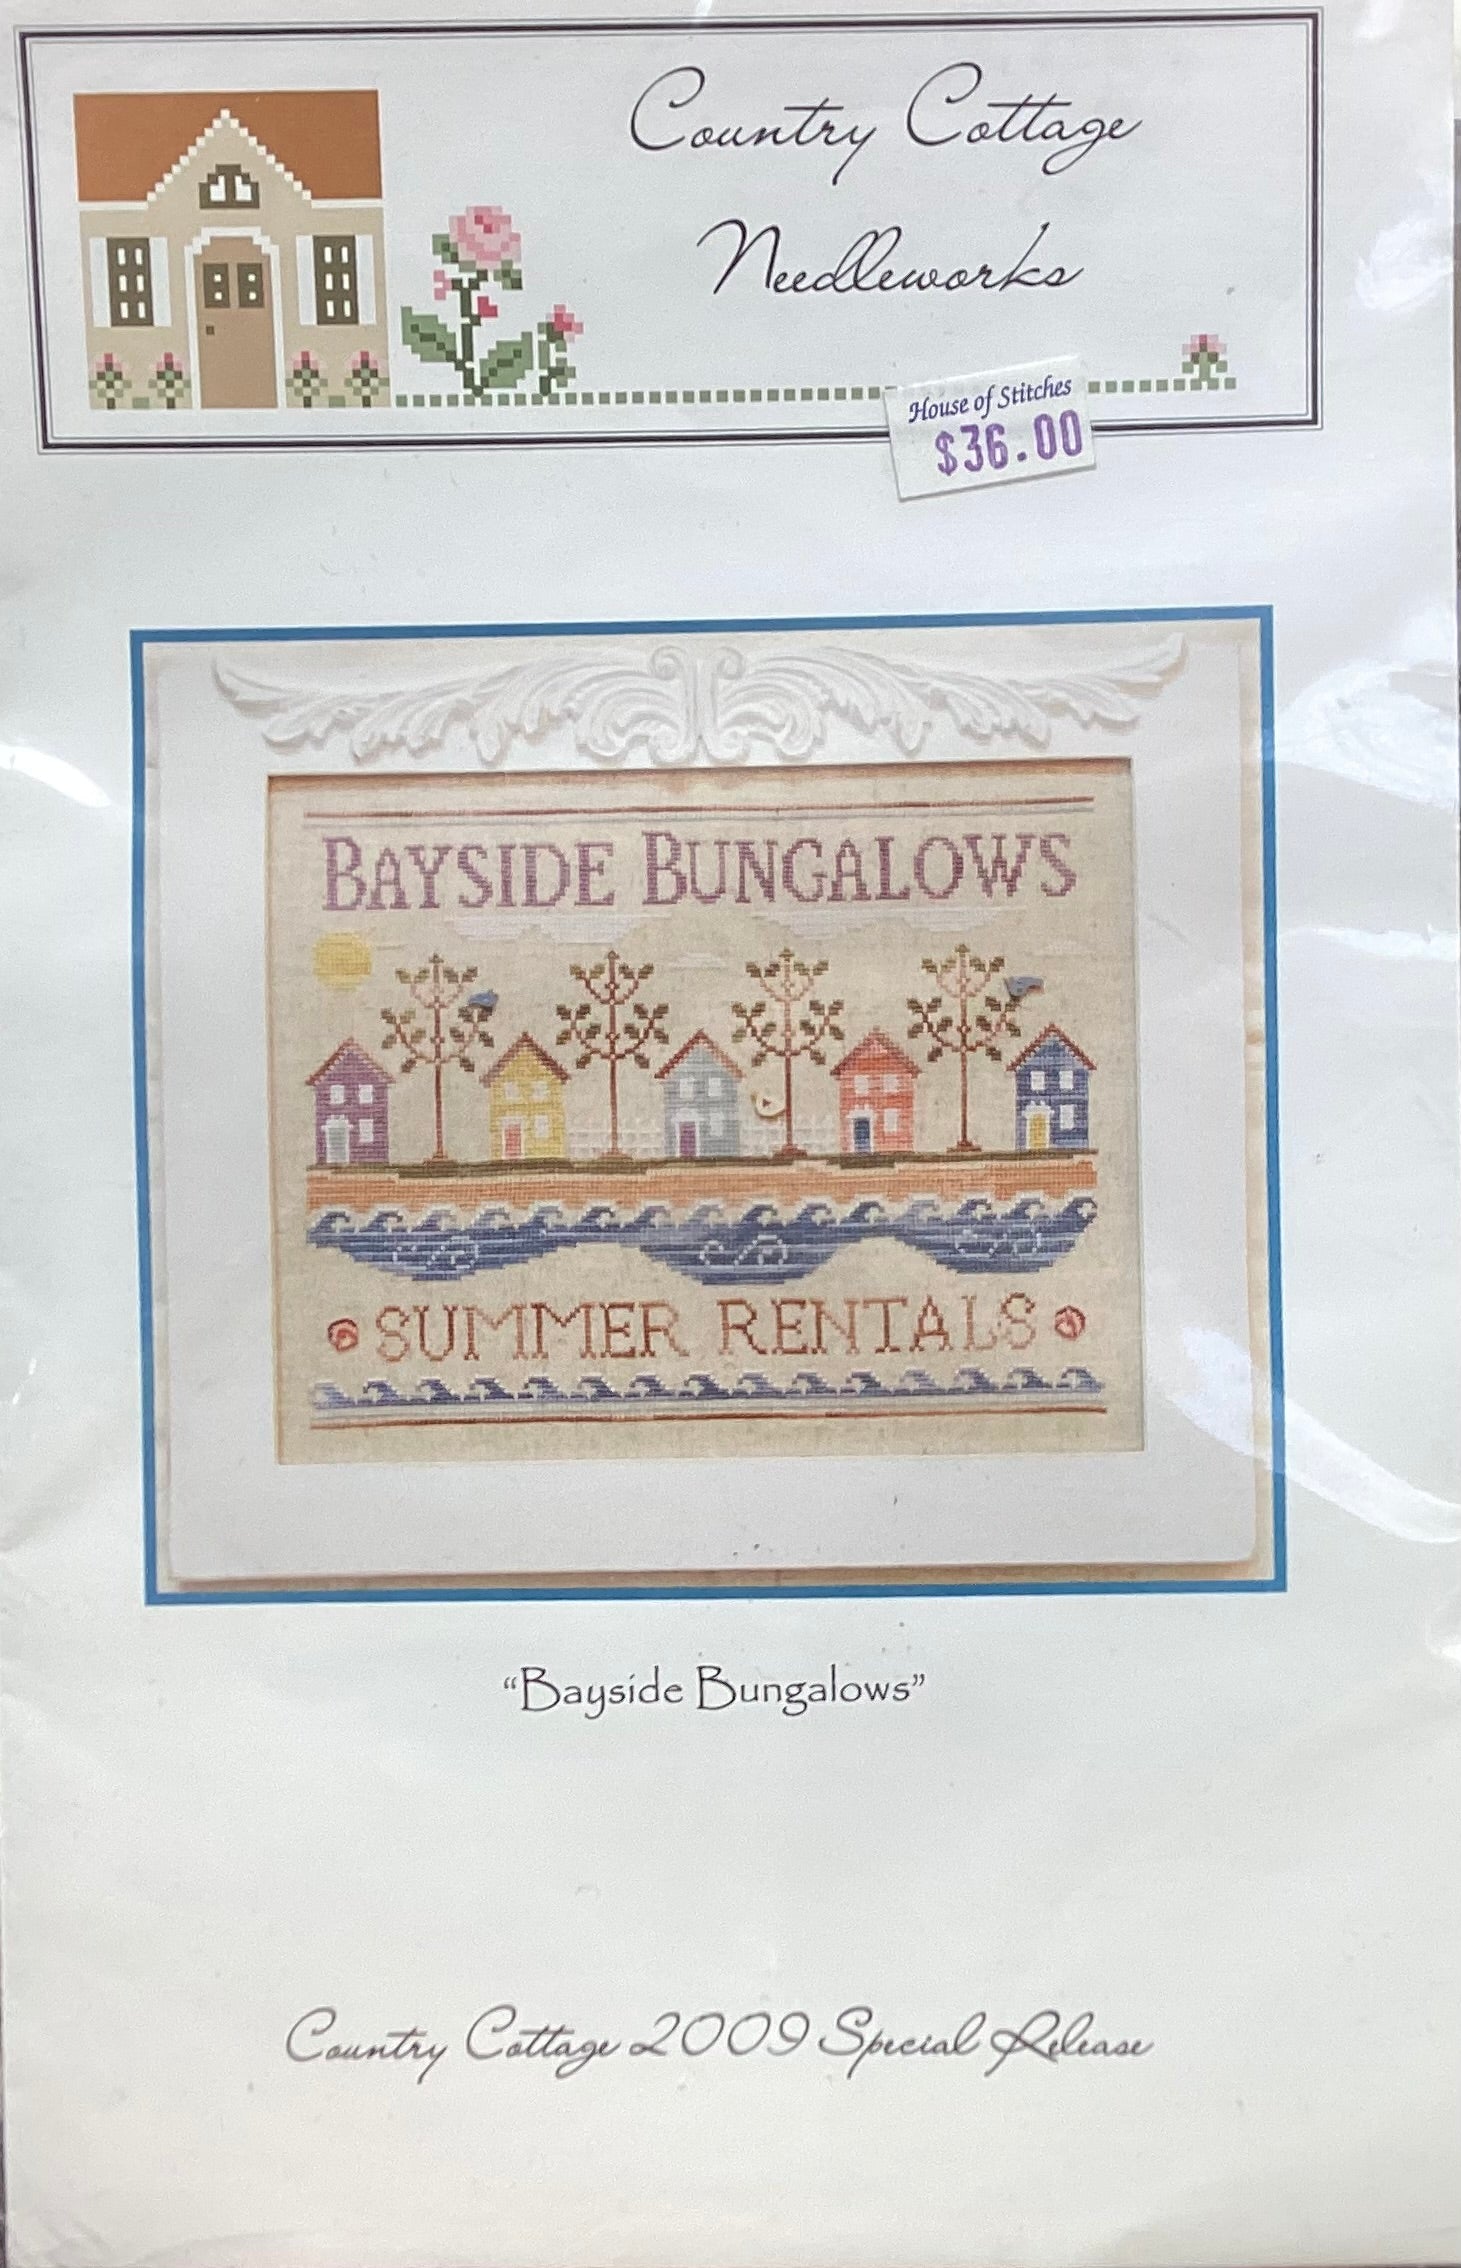 Country Cottage
Needleworks
House of Stitches
$36.00
BAYSIDE BUNGALOWS
SUMMER RENTALS
“Bayside Bungalows”
Country Cottage 2009 Special Release